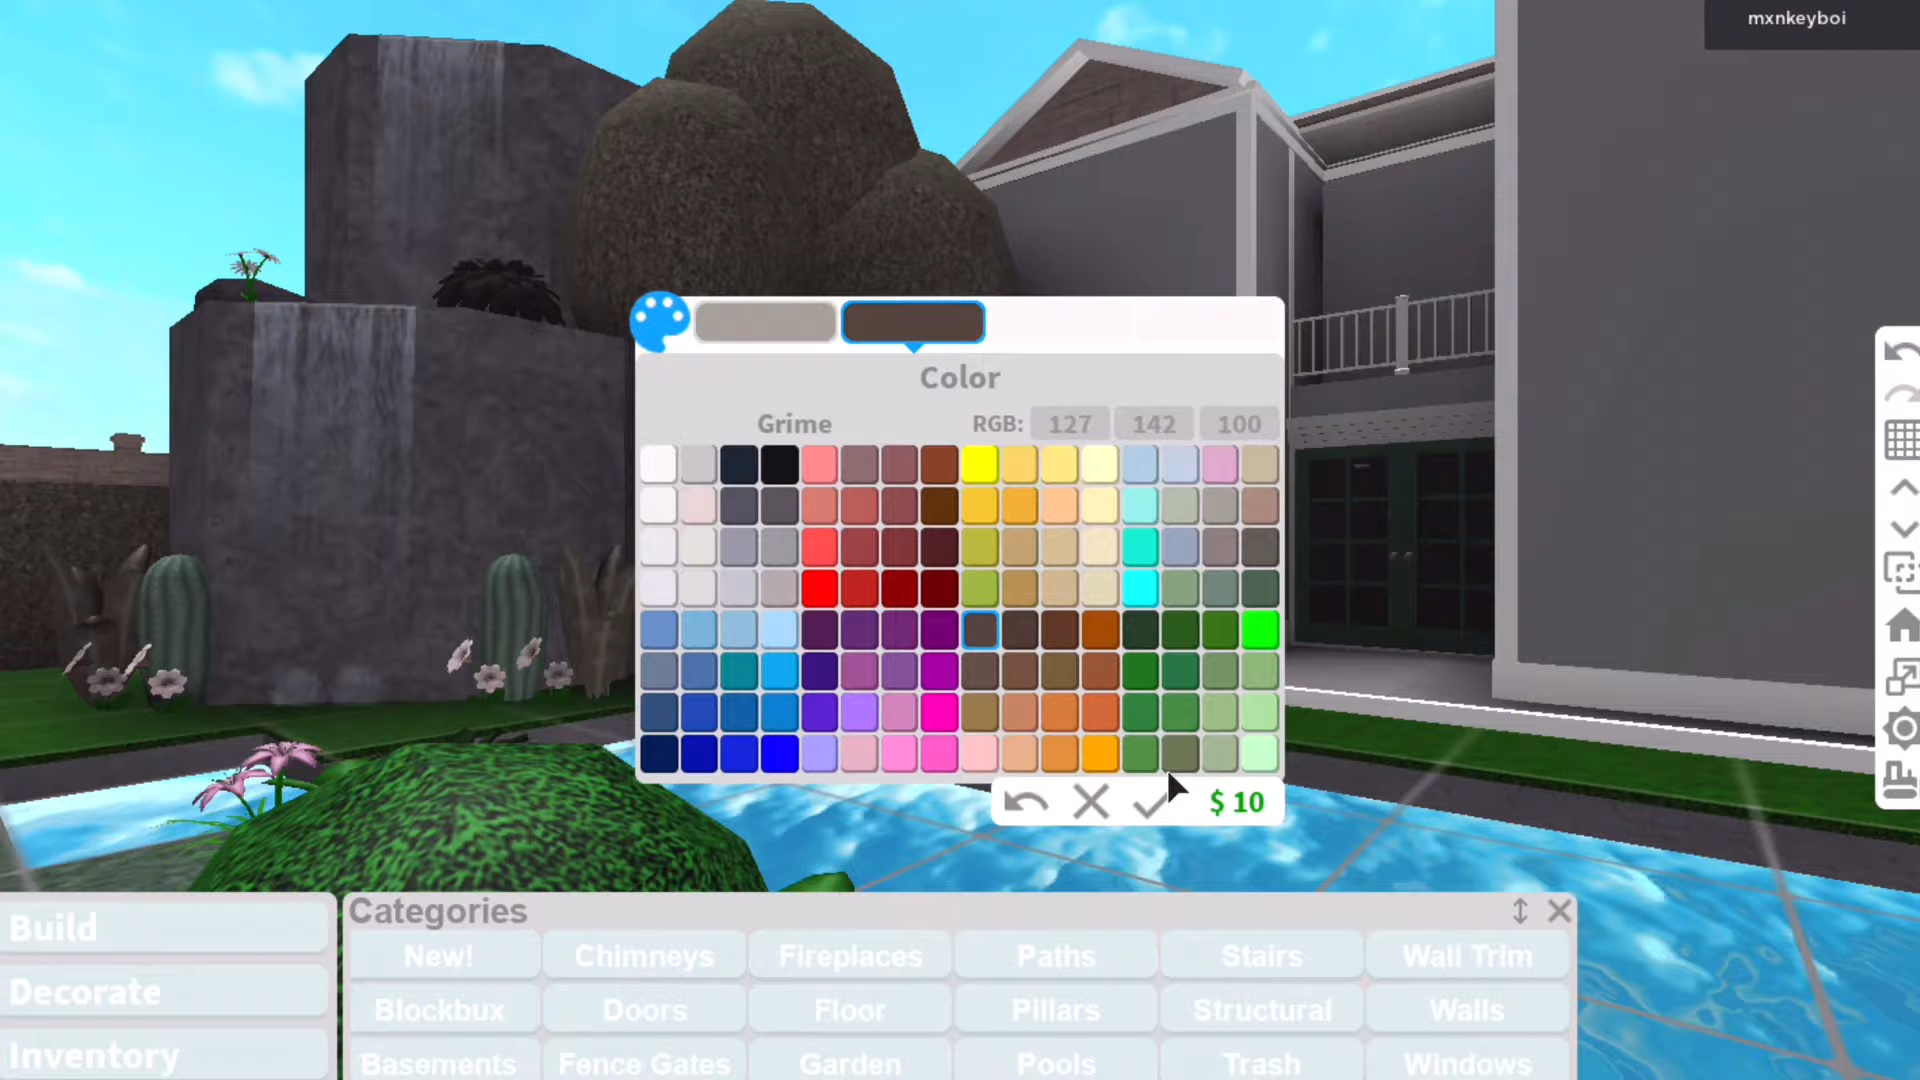 mxnkeyboi
Color
Grime RGB: 127 142 100
$ 10
Build
Decorate
Inventory
Categories
New! Chimneys Fireplaces Paths Stairs Wall Trim
Blockbux Doors Floor Pillars Structural Walls
Basements Fence Gates Garden Pools Trash Windows